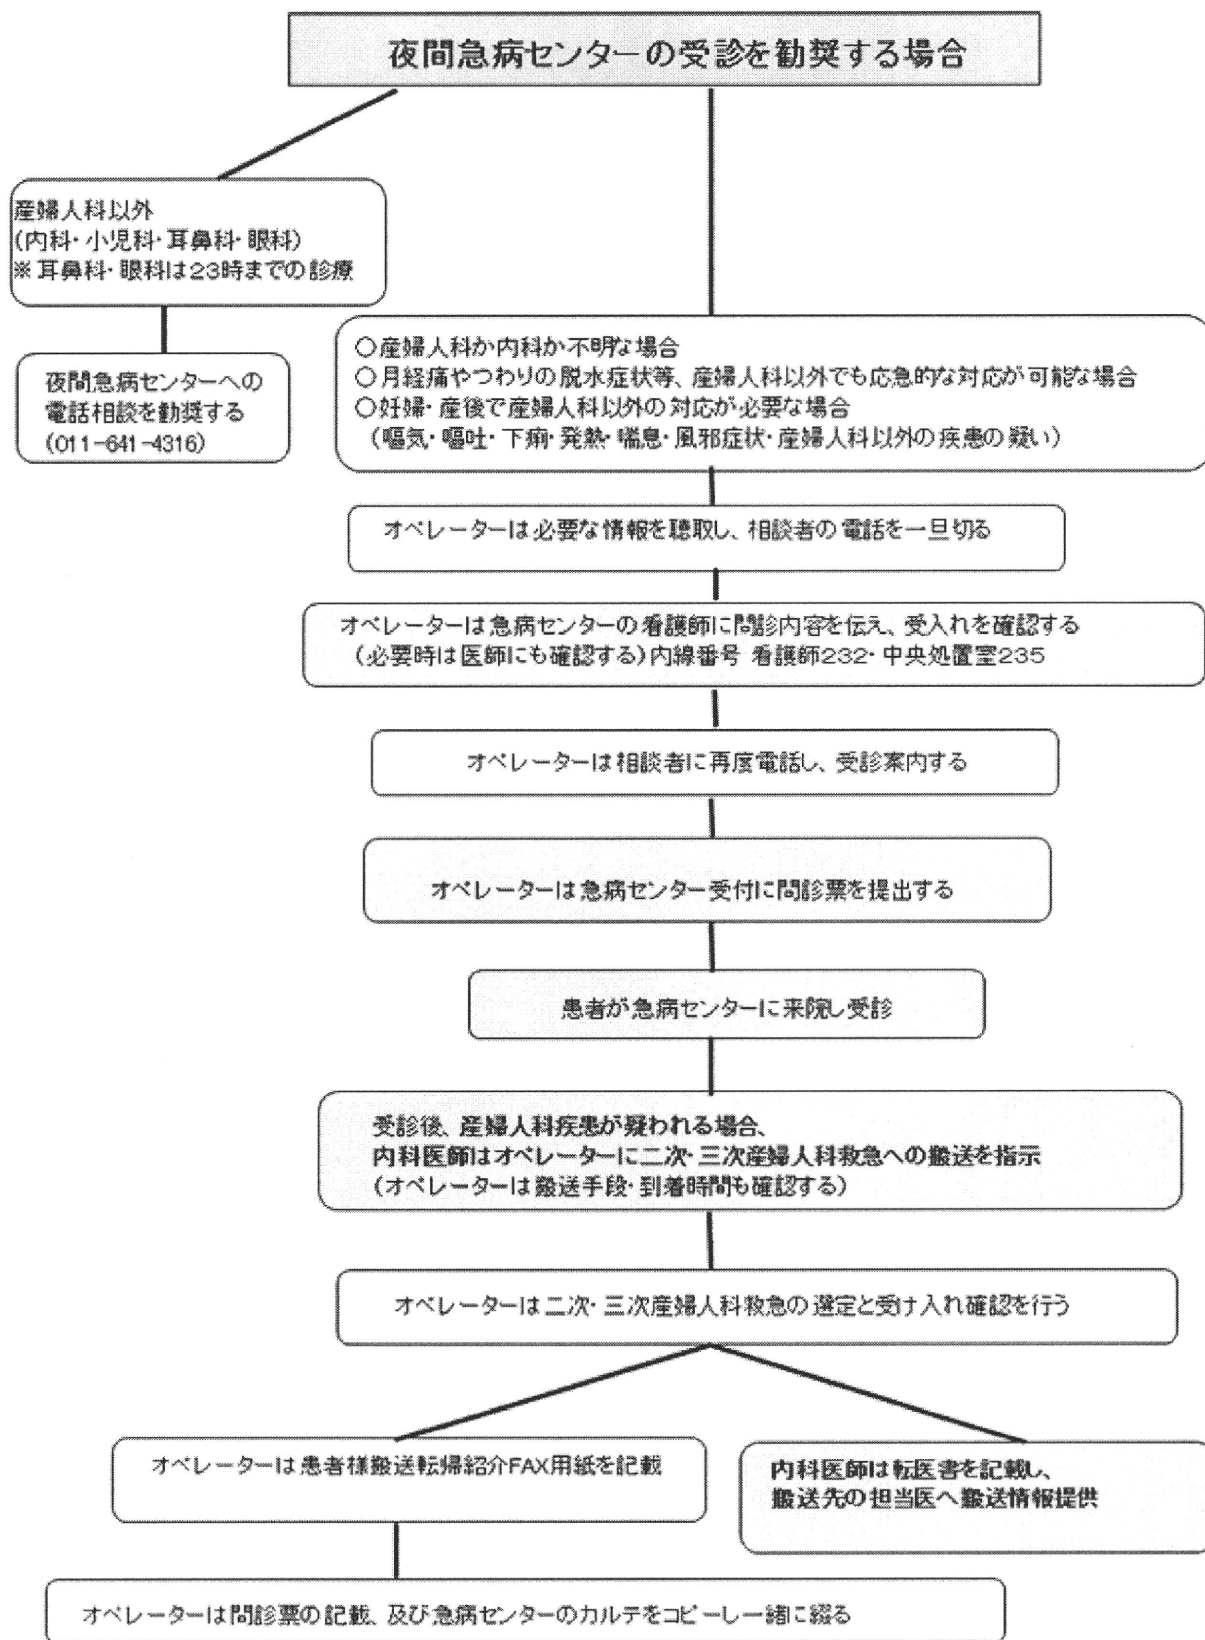 夜間急病センターの受診を勧奨する場合
産婦人科以外
(内科・小児科・耳鼻科・眼科)
※耳鼻科・眼科は23時までの診療
夜間急病センターへの
電話相談を勧奨する
(011-641-4316)
○産婦人科か内科か不明な場合
○月経痛やつわりの脱水症状等、産婦人科以外でも応急的な対応が可能な場合
○妊婦・産後で産婦人科以外の対応が必要な場合
(嘔気・嘔吐・下痢・発熱・喘息・風邪症状・産婦人科以外の疾患の疑い)
オペレーターは必要な情報を聴取し、相談者の電話を一旦切る
オペレーターは急病センターの看護師に問診内容を伝え、受入れを確認する
(必要時は医師にも確認する)内線番号 看護師232・中央処置室235
オペレーターは相談者に再度電話し、受診案内する
オペレーターは急病センター受付に問診票を提出する
患者が急病センターに来院し受診
受診後、産婦人科疾患が疑われる場合、
内科医師はオペレーターに二次・三次産婦人科救急への搬送を指示
(オペレーターは搬送手段・到着時間も確認する)
オペレーターは二次・三次産婦人科救急の選定と受け入れ確認を行う
オペレーターは患者様搬送転帰紹介FAX用紙を記載
内科医師は転医書を記載し、
搬送先の担当医へ搬送情報提供
オペレーターは問診票の記載、及び急病センターのカルテをコピーし一緒に綴る